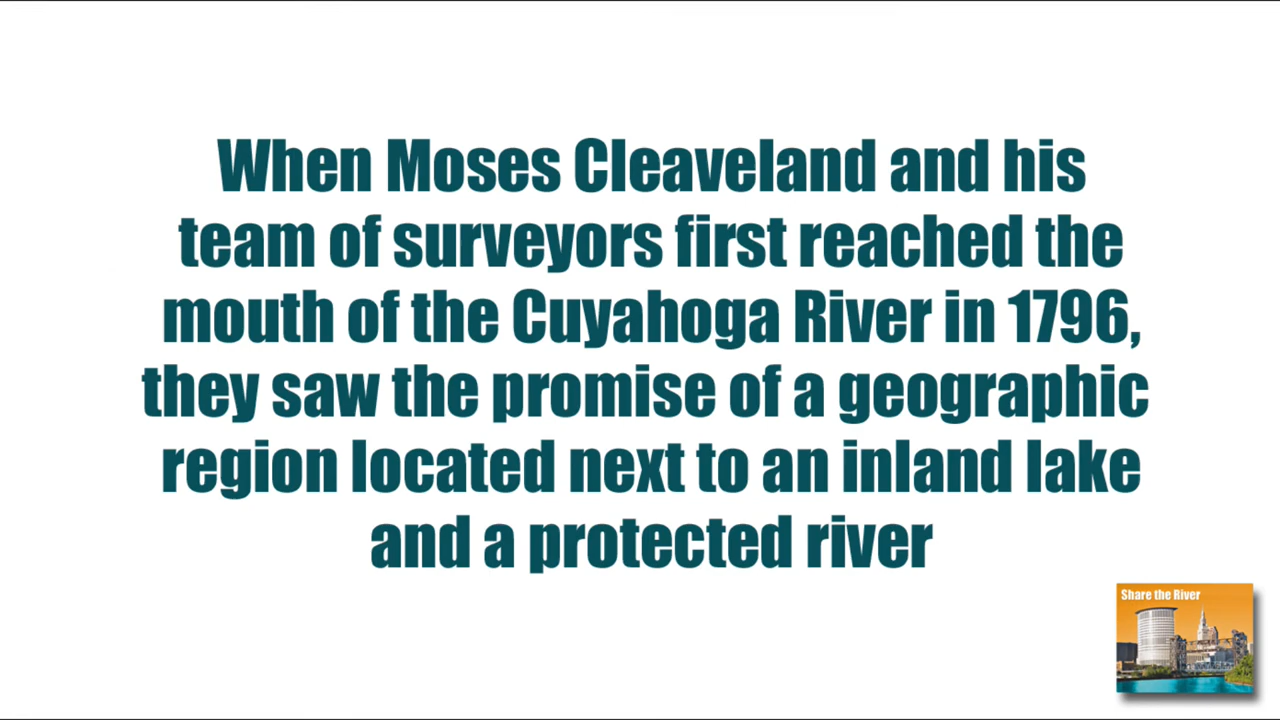 When Moses Cleaveland and his
team of surveyors first reached the
mouth of the Cuyahoga River in 1796,
they saw the promise of a geographic
region located next to an inland lake
and a protected river
Share the River